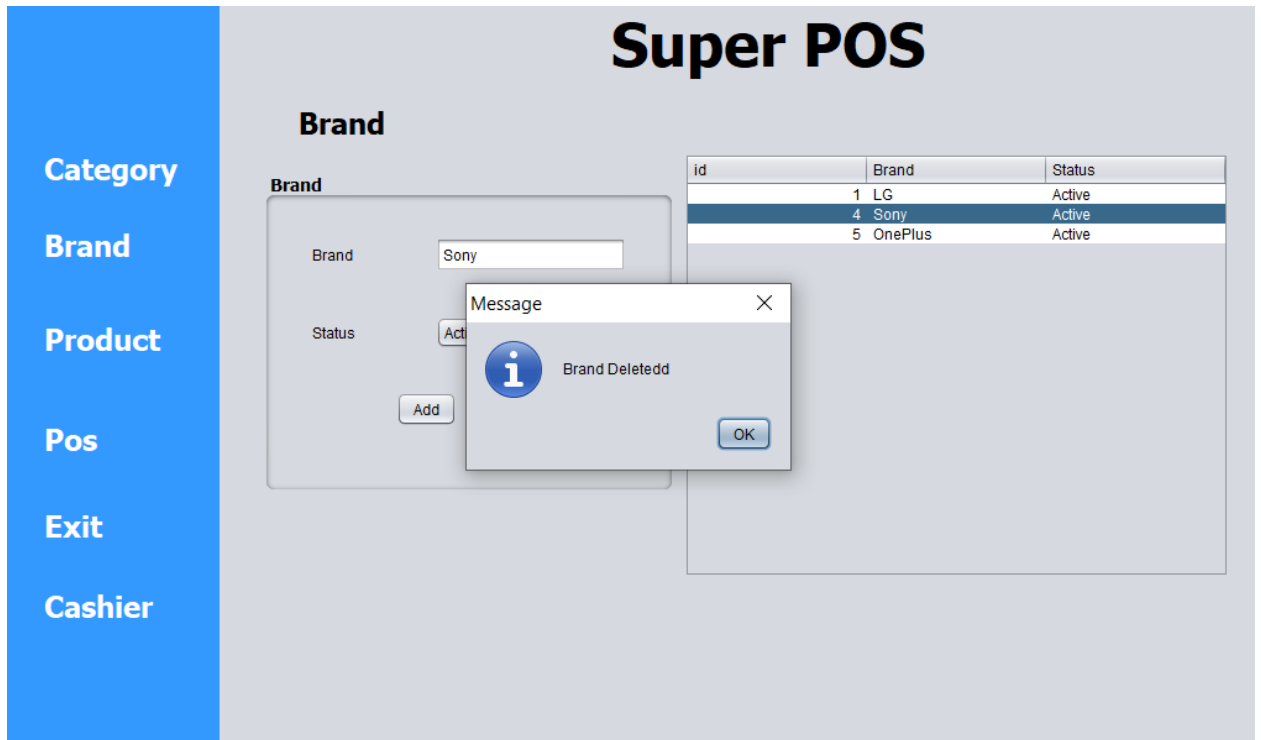 Super POS
Category
Brand
Product
Pos
Exit
Cashier
Brand
Brand
Brand Sony
Status Acti
Add
Message
Brand Deletedd
OK
id Brand Status
1 LG Active
4 Sony Active
5 OnePlus Active